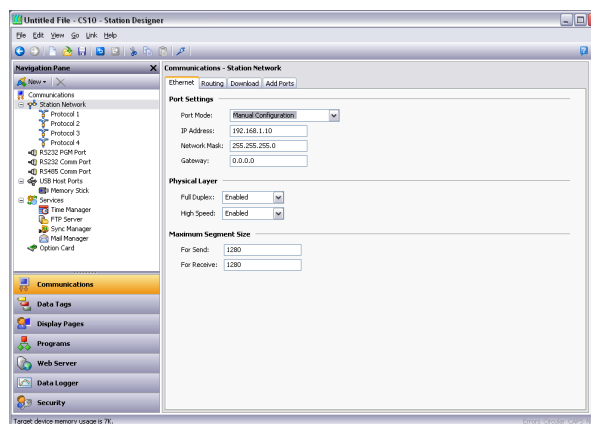 Untitled File - CS10 - Station Designer
File Edit View Go Link Help
Navigation Pane X
New
Communications
Station Network
Protocol 1
Protocol 2
Protocol 3
Protocol 4
RS232 PGM Port
RS232 Comm Port
RS485 Comm Port
USB Host Ports
Memory Stick
Services
Time Manager
FTP Server
Sync Manager
Mail Manager
Option Card
Communications
Data Tags
Display Pages
Programs
Web Server
Data Logger
Security
Communications - Station Network
Ethernet Routing Download Add Ports
Port Settings
Port Mode: Manual Configuration
IP Address: 192.168.1.10
Network Mask: 255.255.255.0
Gateway: 0.0.0.0
Physical Layer
Full Duplex: Enabled
High Speed: Enabled
Maximum Segment Size
For Send: 1280
For Receive: 1280
Target device memory usage is 7K.
Errors Circular CAPS